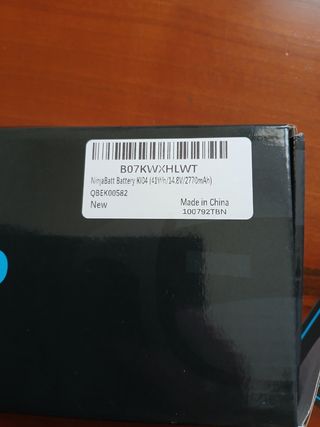 B07KWXHLWT
NinjaBatt Battery KI04 (41Wh/14.8V/2770mAh)
QBEK00582
New
Made in China
100792TBN